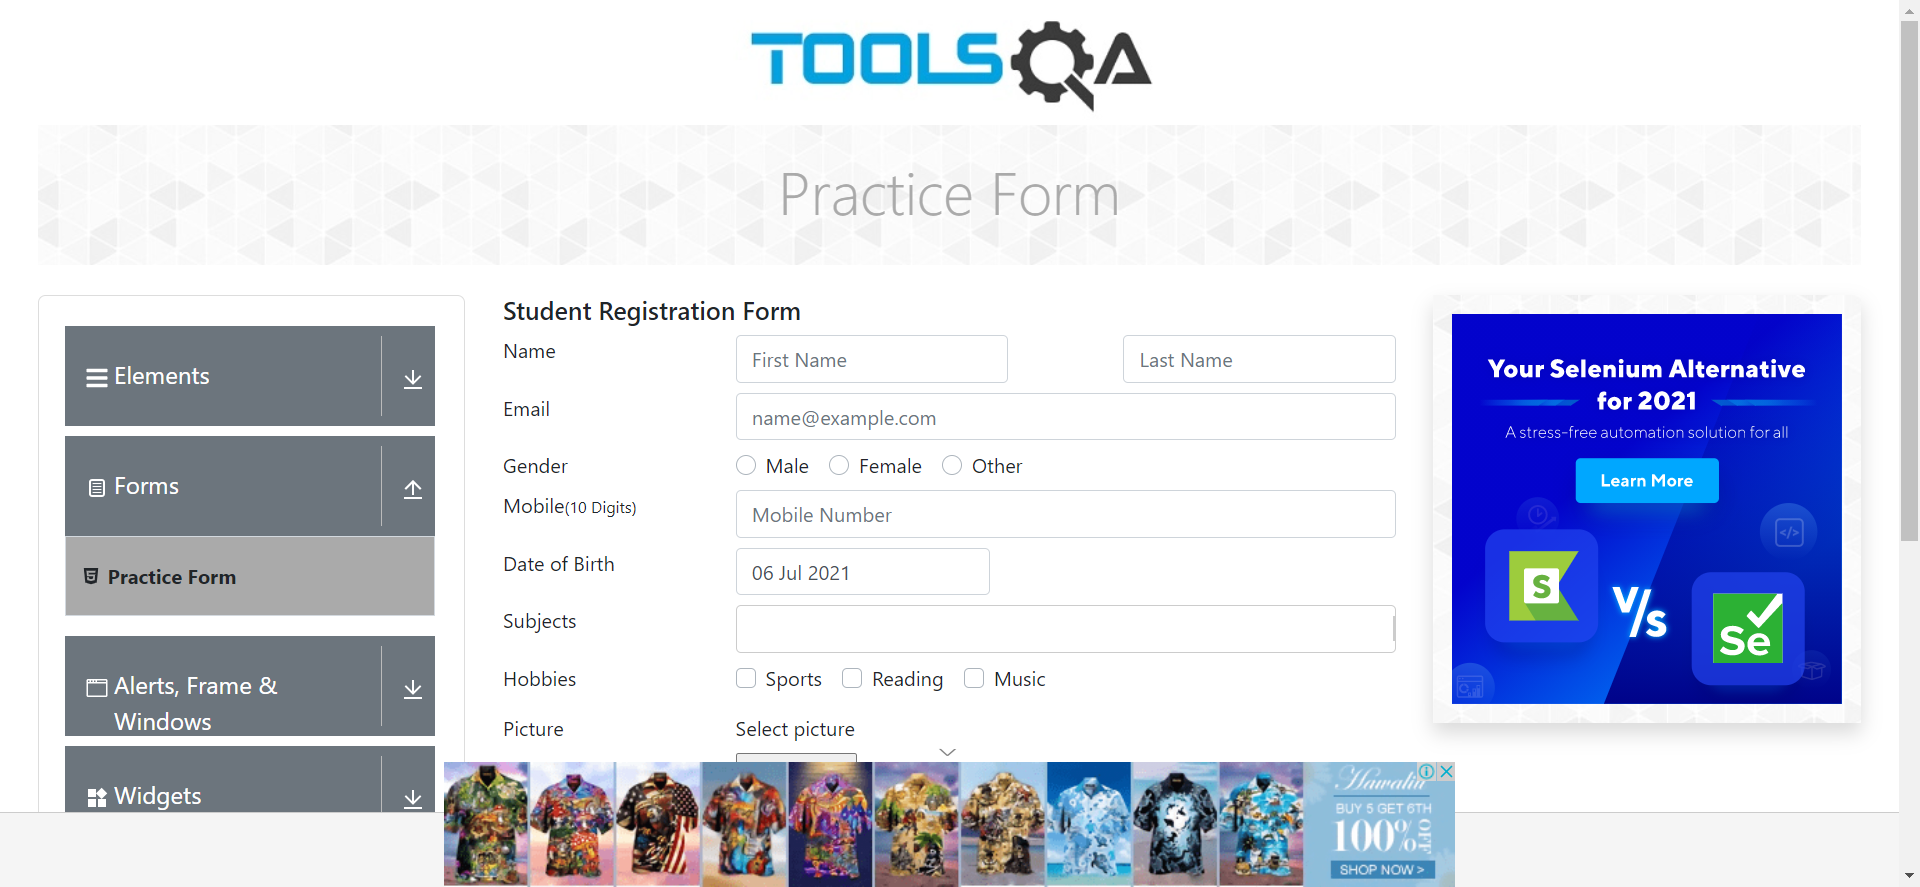 TOOLSQA
Practice Form
Elements
Forms
Practice Form
Alerts, Frame &
Windows
Widgets
Student Registration Form
Name
First Name
Last Name
Email
name@example.com
Gender
Male
Female
Other
Mobile(10 Digits)
Mobile Number
Date of Birth
06 Jul 2021
Subjects
Hobbies
Sports
Reading
Music
Picture
Select picture
Your Selenium Alternative
for 2021
A stress-free automation solution for all
Learn More
S
V/s
Se
BUY 5 GET 6TH
100% OFF
SHOP NOW >